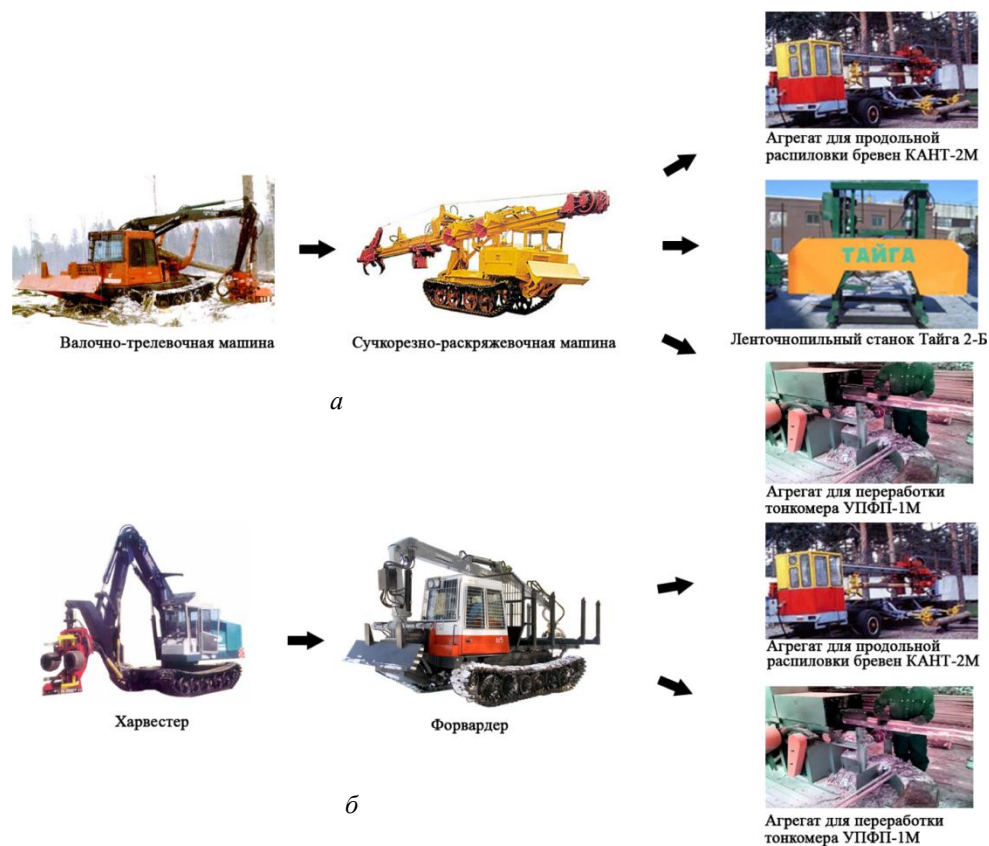 Агрегат для продольной
распиловки бревен КАНТ-2М
ТАЙГА
Валочно-трелевочная машина
Сучкорезно-раскряжевочная машина
Ленточнопильный станок Тайга 2-Б
а
Агрегат для переработки
тонкомера УПФП-1М
Харвестер
Форвардер
Агрегат для продольной
распиловки бревен КАНТ-2М
б
Агрегат для переработки
тонкомера УПФП-1М